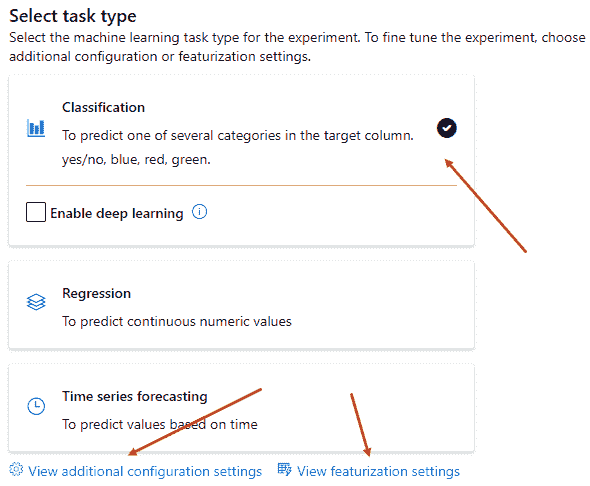 Select task type
Select the machine learning task type for the experiment. To fine tune the experiment, choose
additional configuration or featurization settings.
Classification
To predict one of several categories in the target column.
yes/no, blue, red, green.
Enable deep learning
Regression
To predict continuous numeric values
Time series forecasting
To predict values based on time
View additional configuration settings View featurization settings